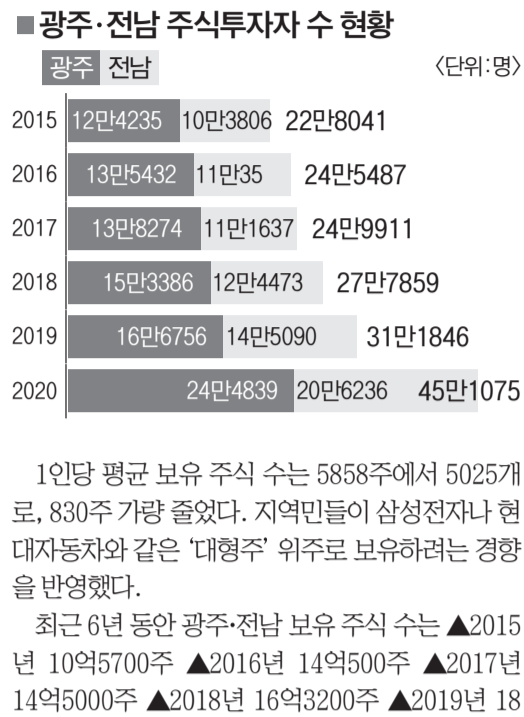 ■ 광주·전남 주식투자자 수 현황
광주 전남 〈단위:명〉
2015 12만4235 10만3806 22만8041
2016 13만5432 11만35 24만5487
2017 13만8274 11만1637 24만9911
2018 15만3386 12만4473 27만7859
2019 16만6756 14만5090 31만1846
2020 24만4839 20만6236 45만1075
1인당 평균 보유 주식 수는 5858주에서 5025개
로, 830주 가량 줄었다. 지역민들이 삼성전자나 현
대자동차와 같은 ‘대형주’ 위주로 보유하려는 경향
을 반영했다.
최근 6년 동안 광주·전남 보유 주식 수는 ▲2015
년 10억5700주 ▲2016년 14억500주 ▲2017년
14억5000주 ▲2018년 16억3200주 ▲2019년 18